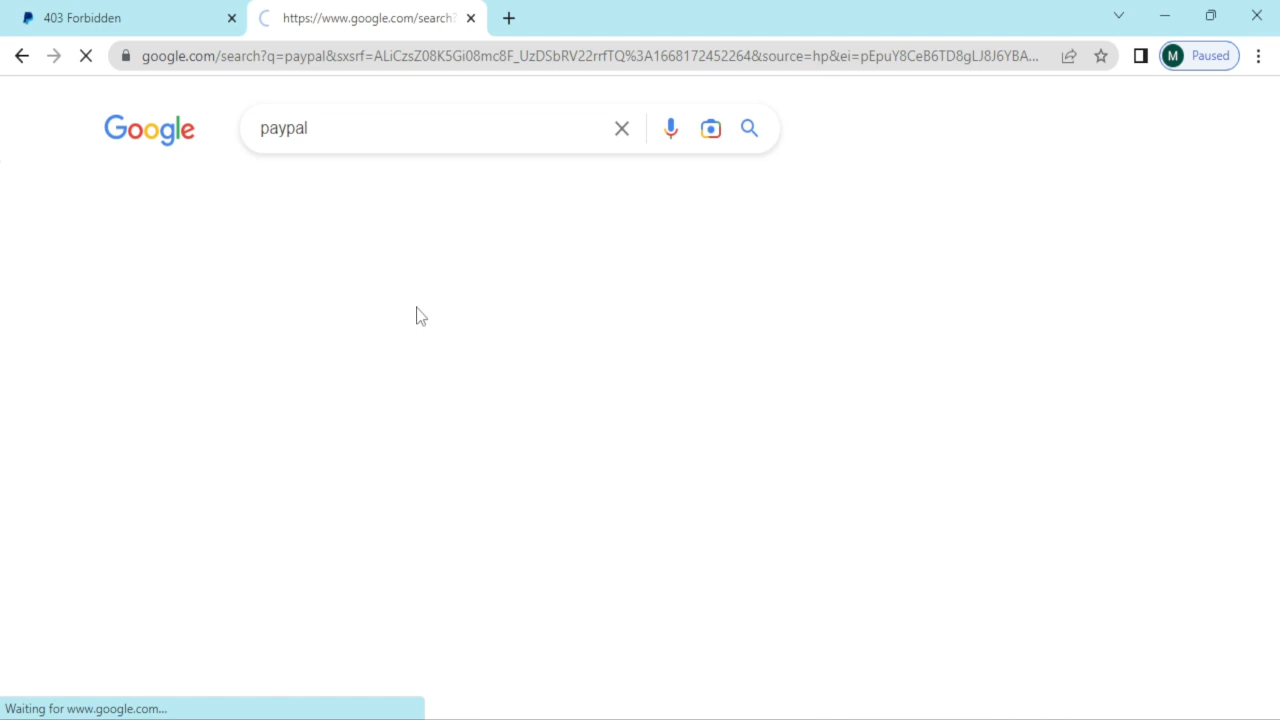 403 Forbidden
https://www.google.com/search?
google.com/search?q=paypal&sxsrf=ALiCzsZ08K5G08mc8F_UzDSbRV22rrfTQ%3A1668172452264&source=hp&ei=pEpuY8CeB6TD8gLJ8J6YBA...
M Paused
Google
paypal
Waiting for www.google.com...